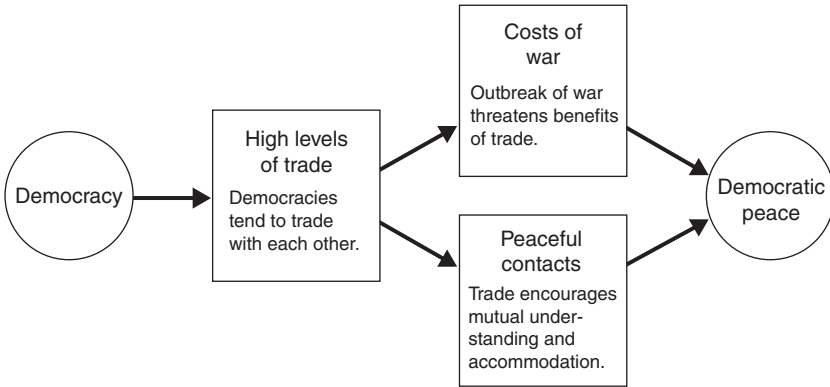 Democracy
High levels
of trade
Democracies
tend to trade
with each other.
Costs of
war
Outbreak of war
threatens benefits
of trade.
Peaceful
contacts
Trade encourages
mutual under-
standing and
accommodation.
Democratic
peace